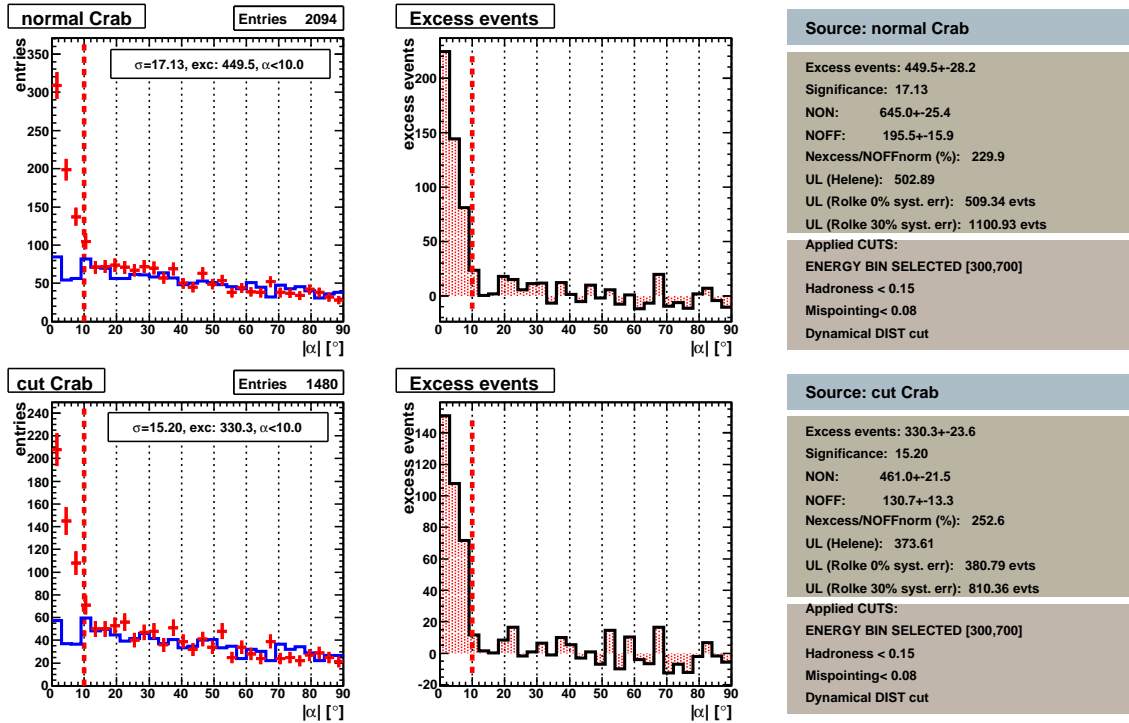 normal Crab
Entries 2094
entries
σ=17.13, exc: 449.5, α<10.0
350
300
250
200
150
100
50
0
0 10 20 30 40 50 60 70 80 90
|α| [°]
Excess events
excess events
200
150
100
50
0
0 10 20 30 40 50 60 70 80 90
|α| [°]
Source: normal Crab
Excess events: 449.5+-28.2
Significance: 17.13
NON: 645.0+-25.4
NOFF: 195.5+-15.9
Nexcess/NOFFnorm (%): 229.9
UL (Helene): 502.89
UL (Rolke 0% syst. err): 509.34 evts
UL (Rolke 30% syst. err): 1100.93 evts
Applied CUTS:
ENERGY BIN SELECTED [300,700]
Hadroness < 0.15
Mispointing< 0.08
Dynamical DIST cut
cut Crab
Entries 1480
entries
σ=15.20, exc: 330.3, α<10.0
240
220
200
180
160
140
120
100
80
60
40
20
0
0 10 20 30 40 50 60 70 80 90
|α| [°]
Excess events
excess events
140
120
100
80
60
40
20
0
-20
0 10 20 30 40 50 60 70 80 90
|α| [°]
Source: cut Crab
Excess events: 330.3+-23.6
Significance: 15.20
NON: 461.0+-21.5
NOFF: 130.7+-13.3
Nexcess/NOFFnorm (%): 252.6
UL (Helene): 373.61
UL (Rolke 0% syst. err): 380.79 evts
UL (Rolke 30% syst. err): 810.36 evts
Applied CUTS:
ENERGY BIN SELECTED [300,700]
Hadroness < 0.15
Mispointing< 0.08
Dynamical DIST cut